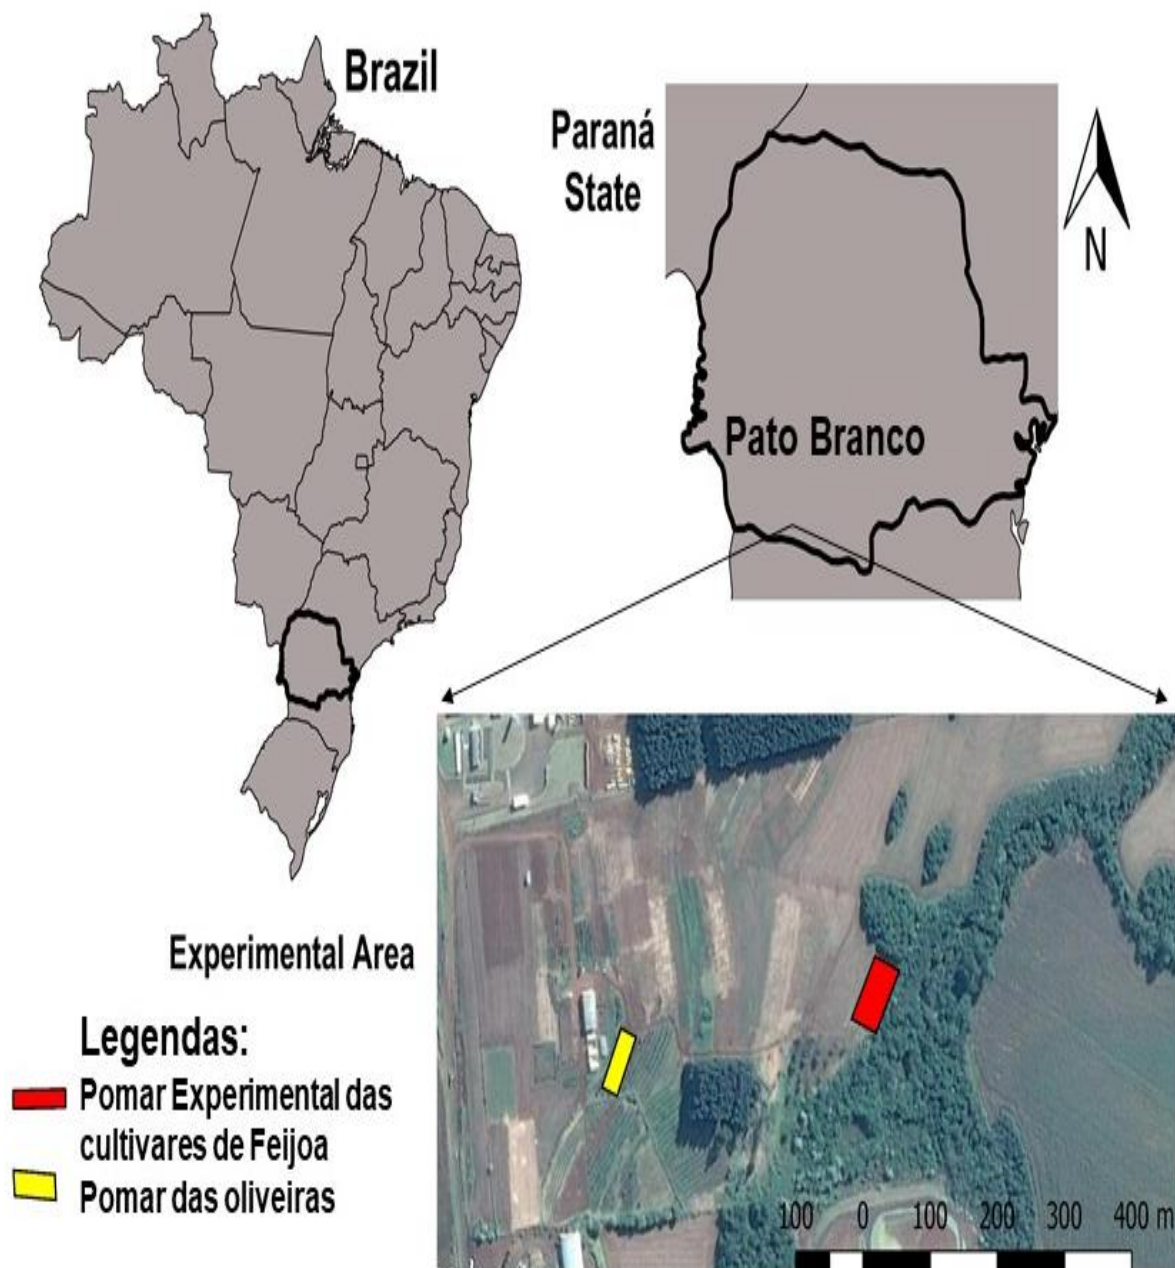 Brazil
Paraná
State
N
Pato Branco
Experimental Area
Legendas:
Pomar Experimental das
cultivares de Feijoa
Pomar das oliveiras
100 0 100 200 300 400 m